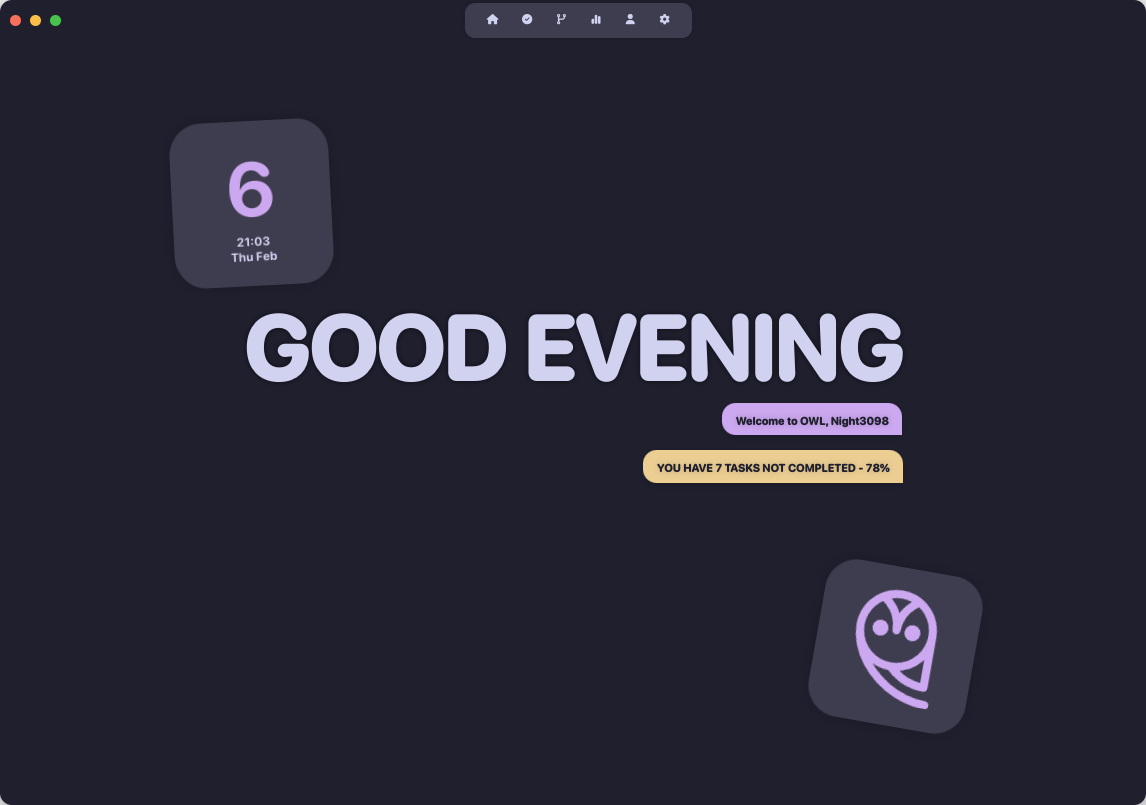 6
21:03
Thu Feb
GOOD EVENING
Welcome to OWL, Night3098
YOU HAVE 7 TASKS NOT COMPLETED - 78%